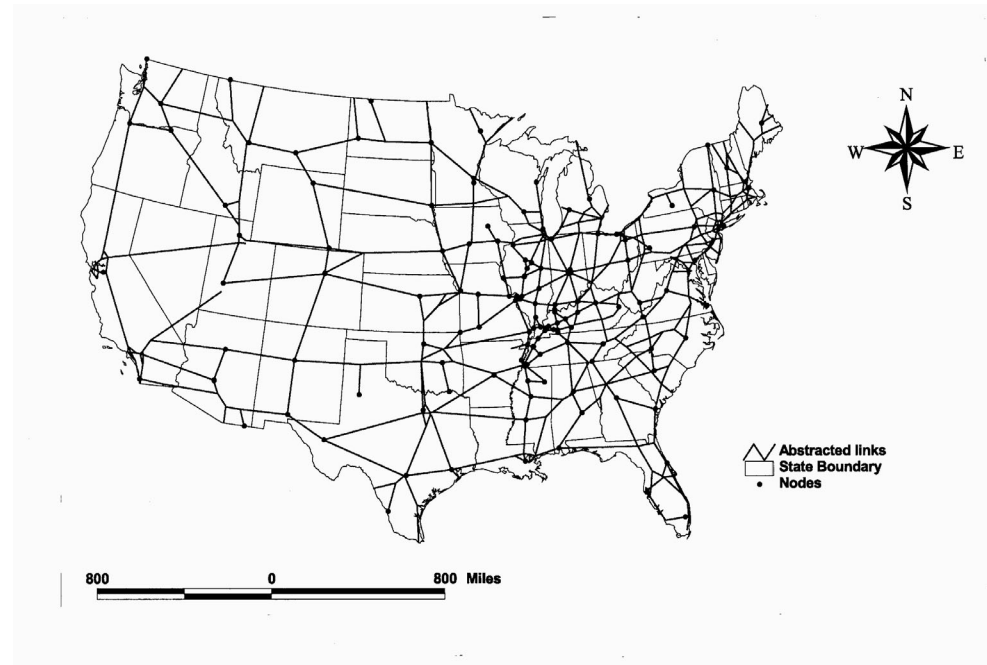 N
W E
S
Abstracted links
State Boundary
Nodes
800 0 800 Miles